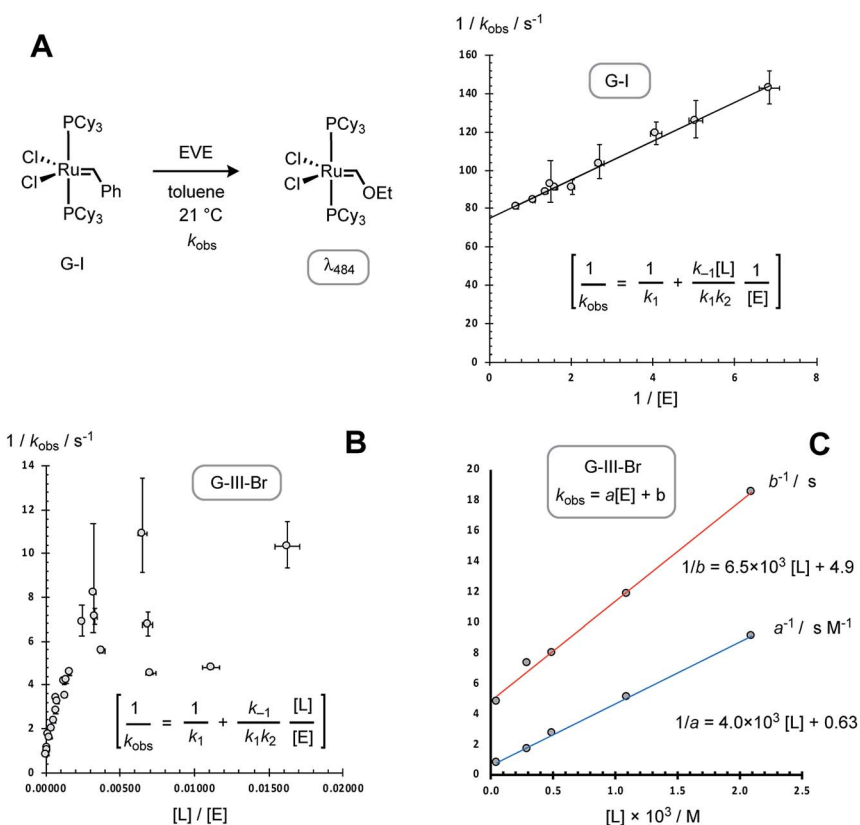 A
PCy3
Cl
Cl
Ru
Ph
PCy3
G-I
EVE
toluene
21 °C
kobs
PCy3
Cl
Cl
Ru
OEt
PCy3
λ484
1 / kobs / s-1
160
140
120
100
80
60
40
20
0
G-I
1/kobs = 1/k1 + k–1[L]/k1k2 1/[E]
0 2 4 6 8
1 / [E]
B
1 / kobs / s-1
14
12
10
8
6
4
2
0
G-III-Br
1/kobs = 1/k1 + k–1/k1k2 [L]/[E]
0.00000 0.00500 0.01000 0.01500 0.02000
[L] / [E]
C
20
18
16
14
12
10
8
6
4
2
0
G-III-Br
kobs = a[E] + b
b-1 / s
1/b = 6.5×103 [L] + 4.9
a-1 / s M-1
1/a = 4.0×103 [L] + 0.63
0.0 0.5 1.0 1.5 2.0 2.5
[L] × 103 / M